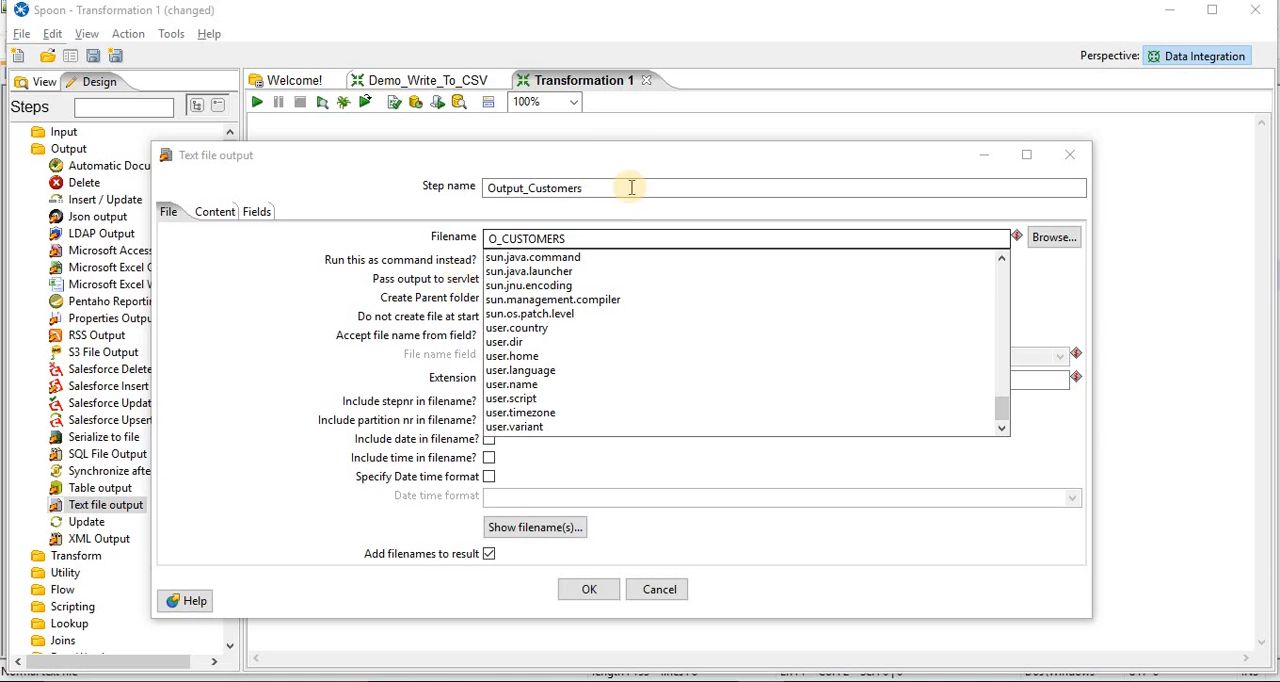 Spoon - Transformation 1 (changed)
File Edit View Action Tools Help
Perspective: Data Integration
View Design
Welcome! Demo_Write_To_CSV Transformation 1
Steps
100%
Input
Output
Automatic Docu
Delete
Insert / Update
Json output
LDAP Output
Microsoft Access
Microsoft Excel O
Microsoft Excel W
Pentaho Reportin
Properties Outpu
RSS Output
S3 File Output
Salesforce Delete
Salesforce Insert
Salesforce Updat
Salesforce Upser
Serialize to file
SQL File Output
Synchronize afte
Table output
Text file output
Update
XML Output
Transform
Utility
Flow
Scripting
Lookup
Joins
Text file output
Step name Output_Customers
File Content Fields
Filename O_CUSTOMERS Browse...
Run this as command instead?
Pass output to servlet
Create Parent folder
Do not create file at start
Accept file name from field?
File name field
Extension
Include stepnr in filename?
Include partition nr in filename?
Include date in filename?
Include time in filename?
Specify Date time format
Date time format
sun.java.command
sun.java.launcher
sun.jnu.encoding
sun.management.compiler
sun.os.patch.level
user.country
user.dir
user.home
user.language
user.name
user.script
user.timezone
user.variant
Show filename(s)...
Add filenames to result
OK Cancel
Help